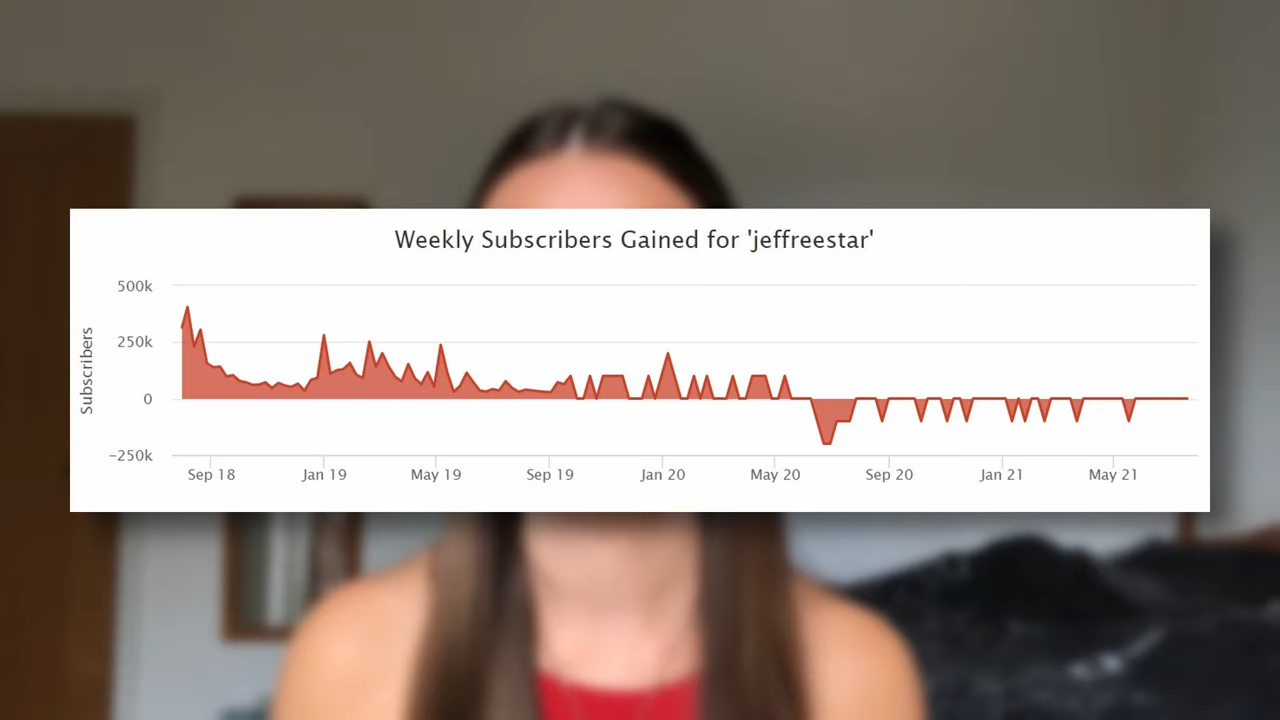 Weekly Subscribers Gained for 'jeffreestar'
500k
250k
Subscribers
0
−250k
Sep 18 Jan 19 May 19 Sep 19 Jan 20 May 20 Sep 20 Jan 21 May 21